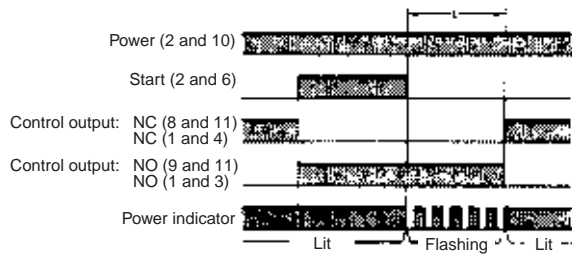 t
Power (2 and 10)
Start (2 and 6)
Control output: NC (8 and 11)
NC (1 and 4)
Control output: NO (9 and 11)
NO (1 and 3)
Power indicator
Lit Flashing Lit